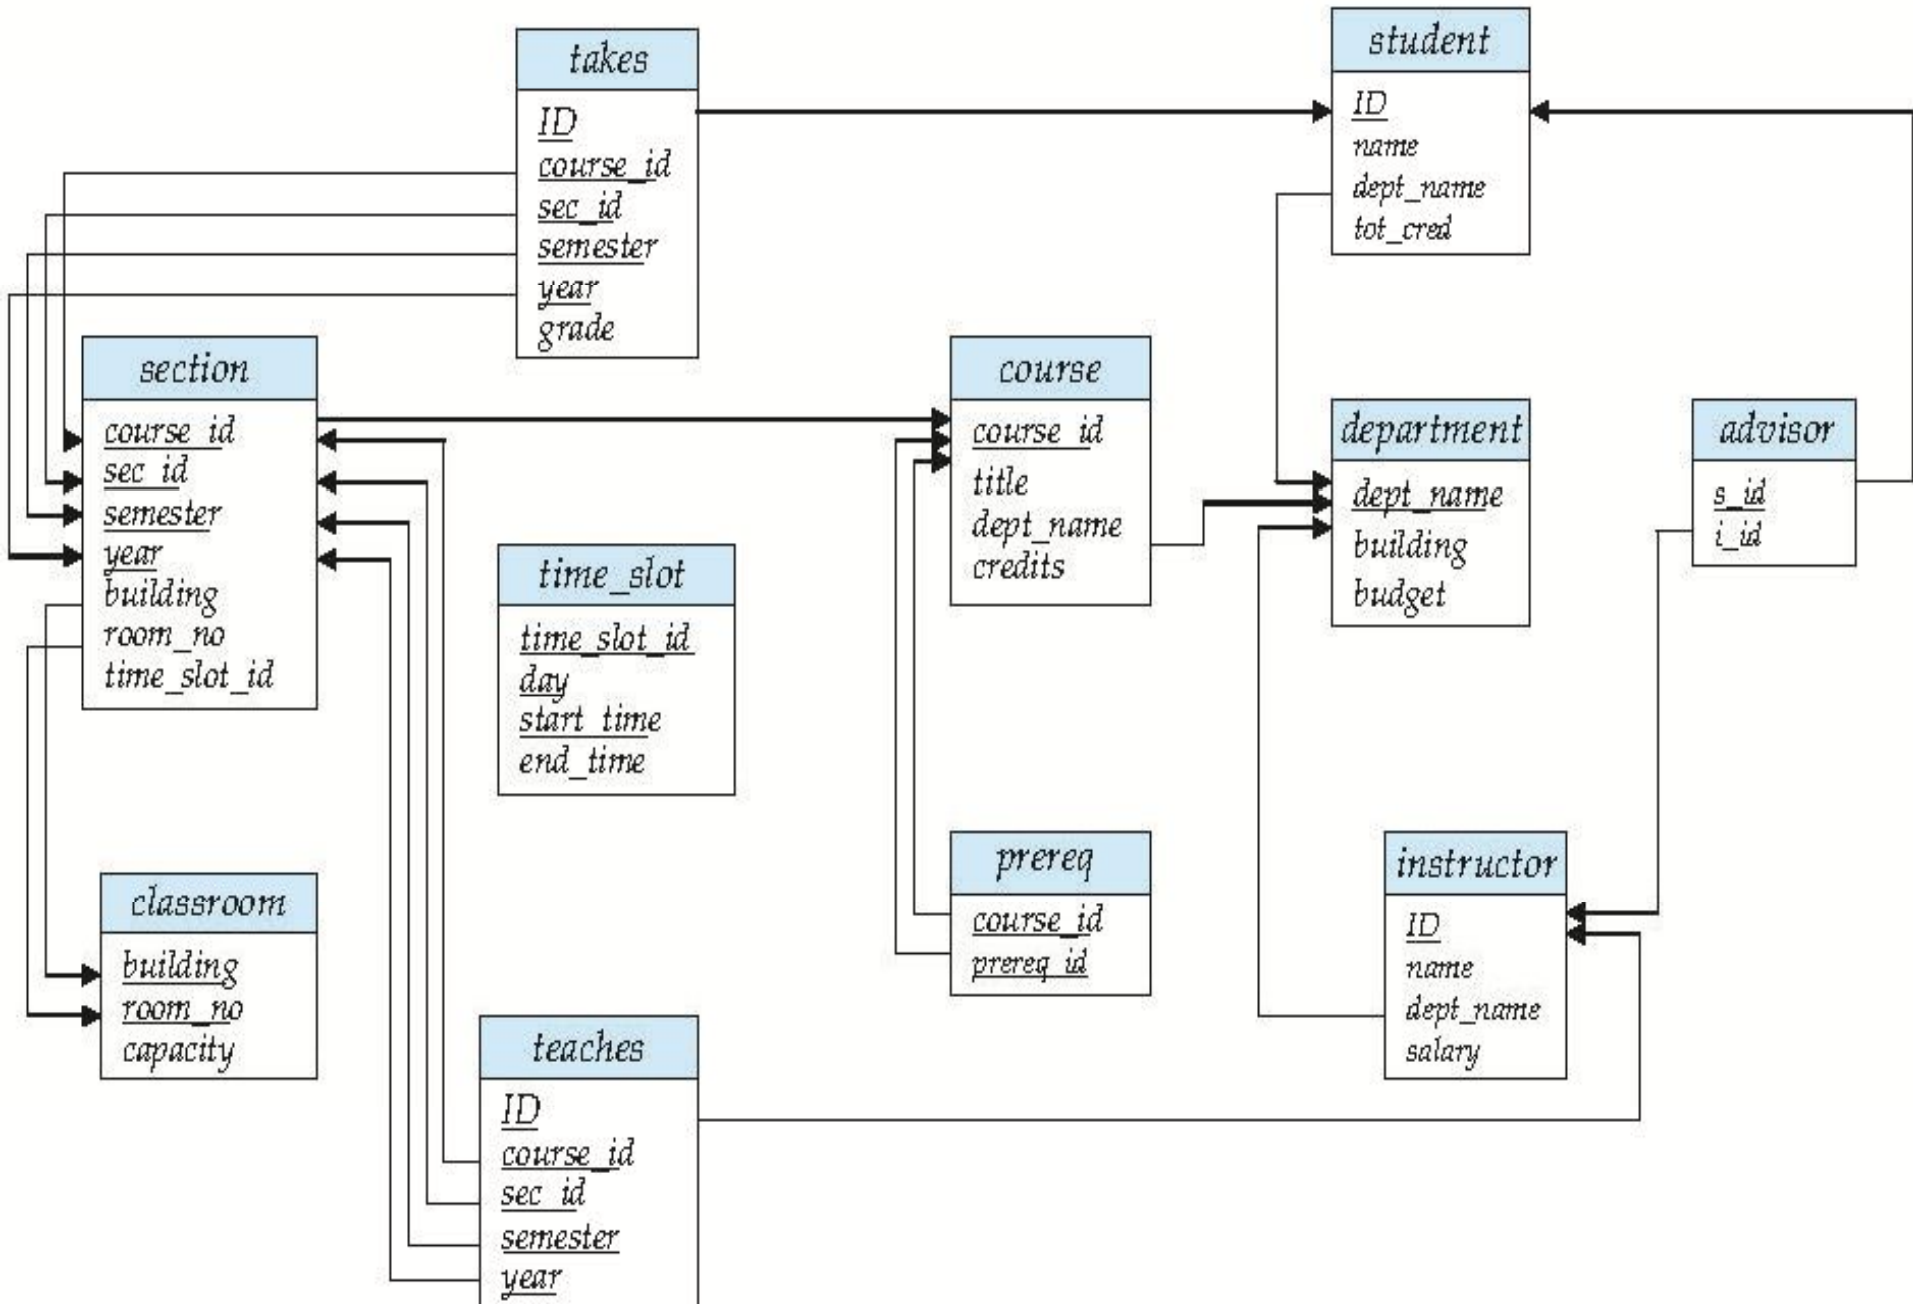 takes
ID
course_id
sec_id
semester
year
grade
student
ID
name
dept_name
tot_cred
section
course_id
sec_id
semester
year
building
room_no
time_slot_id
course
course_id
title
dept_name
credits
department
dept_name
building
budget
advisor
s_id
i_id
time_slot
time_slot_id
day
start_time
end_time
prereq
course_id
prereq_id
instructor
ID
name
dept_name
salary
classroom
building
room_no
capacity
teaches
ID
course_id
sec_id
semester
year